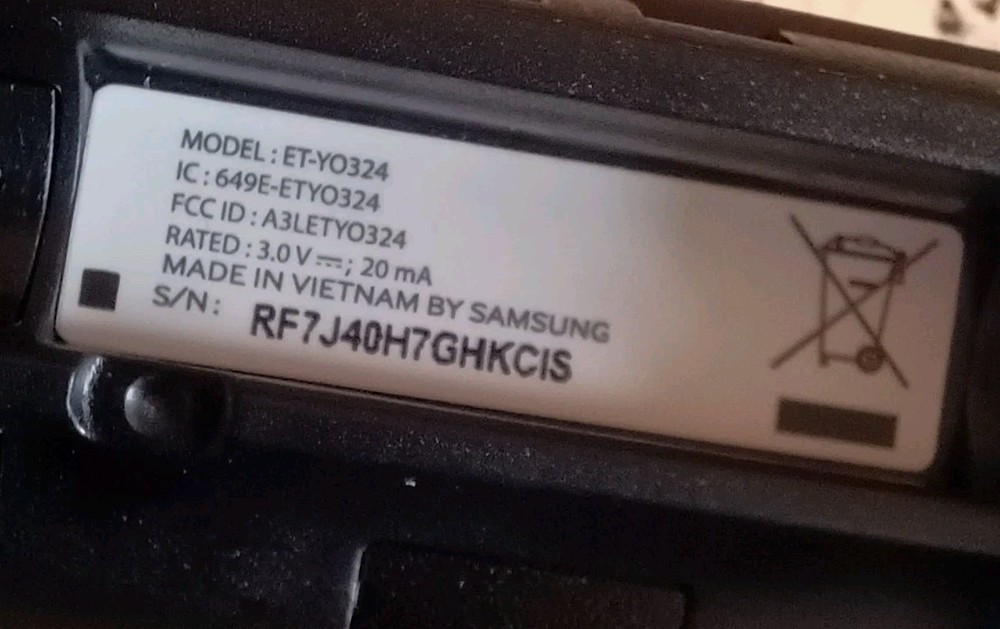 MODEL : ET-YO324
IC : 649E-ETYO324
FCC ID : A3LETYO324
RATED : 3.0 V ⎓; 20 mA
MADE IN VIETNAM BY SAMSUNG
S/N : RF7J40H7GHKCIS